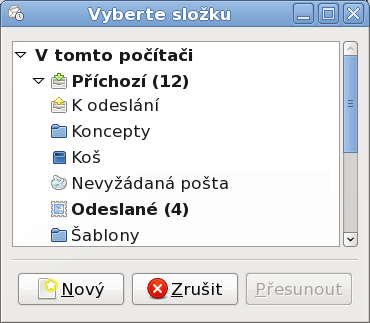 Vyberte složku
V tomto počítači
Příchozí (12)
K odeslání
Koncepty
Koš
Nevyžádaná pošta
Odeslané (4)
Šablony
Nový
Zrušit
Přesunout